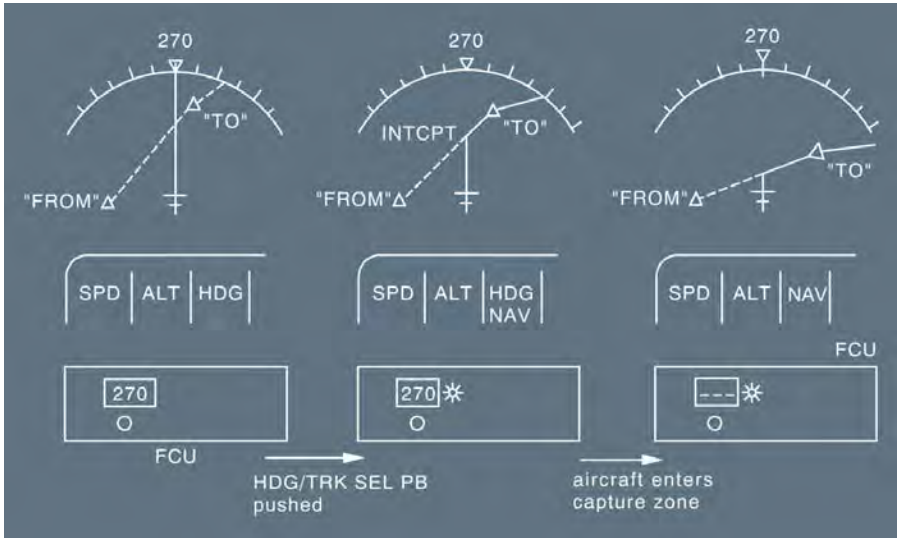 270
"TO"
"FROM"
SPD ALT HDG
270
FCU
HDG/TRK SEL PB
pushed
270
INTCPT
"TO"
"FROM"
SPD ALT HDG
NAV
270
aircraft enters
capture zone
270
"TO"
"FROM"
SPD ALT NAV
FCU
---